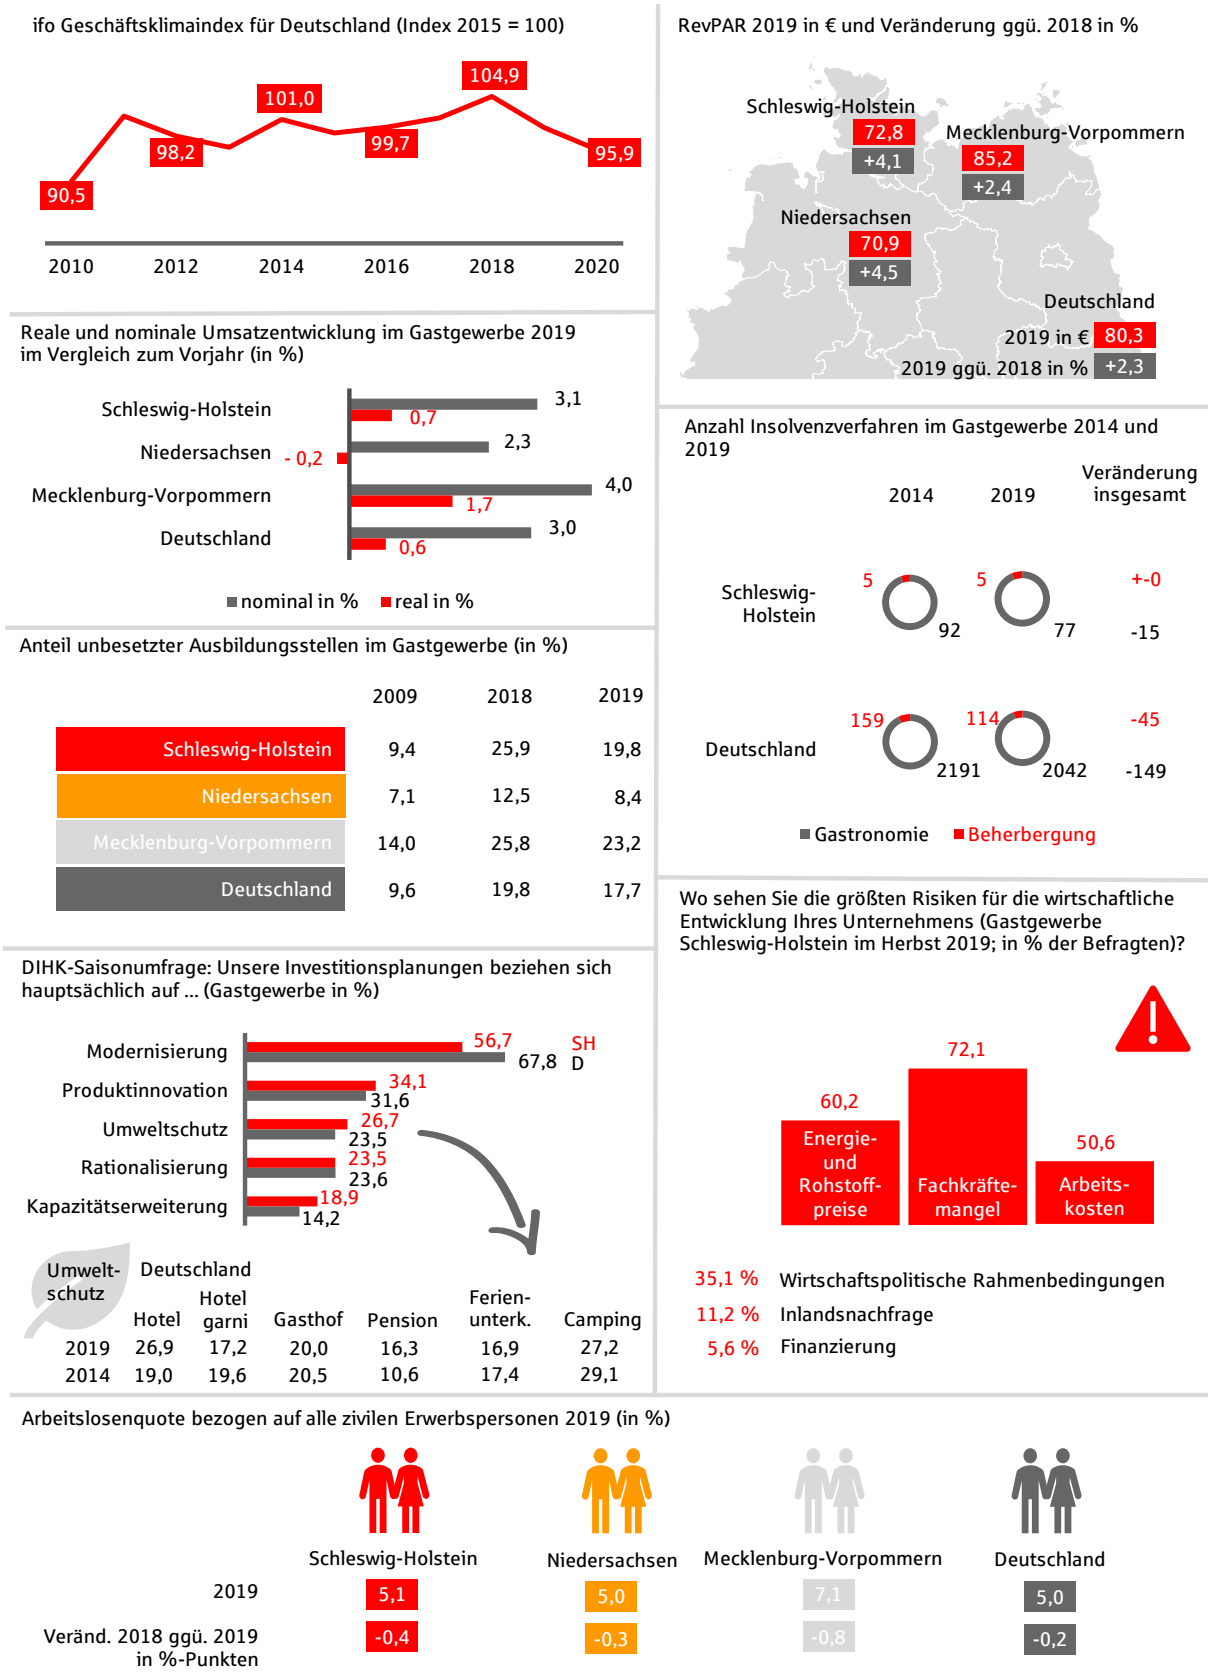 ifo Geschäftsklimaindex für Deutschland (Index 2015 = 100)
104,9
101,0
98,2
99,7
95,9
90,5
2010 2012 2014 2016 2018 2020
RevPAR 2019 in € und Veränderung ggü. 2018 in %
Schleswig-Holstein
72,8
+4,1
Mecklenburg-Vorpommern
85,2
+2,4
Niedersachsen
70,9
+4,5
Deutschland
2019 in € 80,3
2019 ggü. 2018 in % +2,3
Reale und nominale Umsatzentwicklung im Gastgewerbe 2019
im Vergleich zum Vorjahr (in %)
Schleswig-Holstein 3,1
0,7
Niedersachsen 2,3
- 0,2
Mecklenburg-Vorpommern 4,0
1,7
Deutschland 3,0
0,6
nominal in % real in %
Anzahl Insolvenzverfahren im Gastgewerbe 2014 und
2019
2014 2019 Veränderung
insgesamt
Schleswig-
Holstein
5 5 +-0
92 77 -15
Deutschland
159 114 -45
2191 2042 -149
Gastronomie Beherbergung
Anteil unbesetzter Ausbildungsstellen im Gastgewerbe (in %)
2009 2018 2019
Schleswig-Holstein 9,4 25,9 19,8
Niedersachsen 7,1 12,5 8,4
Mecklenburg-Vorpommern 14,0 25,8 23,2
Deutschland 9,6 19,8 17,7
Wo sehen Sie die größten Risiken für die wirtschaftliche
Entwicklung Ihres Unternehmens (Gastgewerbe
Schleswig-Holstein im Herbst 2019; in % der Befragten)?
!
60,2
Energie-
und
Rohstoff-
preise
72,1
Fachkräfte-
mangel
50,6
Arbeits-
kosten
35,1 % Wirtschaftspolitische Rahmenbedingungen
11,2 % Inlandsnachfrage
5,6 % Finanzierung
DIHK-Saisonumfrage: Unsere Investitionsplanungen beziehen sich
hauptsächlich auf ... (Gastgewerbe in %)
Modernisierung 56,7 SH
67,8 D
Produktinnovation 34,1
31,6
Umweltschutz 26,7
23,5
Rationalisierung 23,5
23,6
Kapazitätserweiterung 18,9
14,2
Umwelt-
schutz
Deutschland
Hotel Hotel
garni Gasthof Pension Ferien-
unterk. Camping
2019 26,9 17,2 20,0 16,3 16,9 27,2
2014 19,0 19,6 20,5 10,6 17,4 29,1
Arbeitslosenquote bezogen auf alle zivilen Erwerbspersonen 2019 (in %)
Schleswig-Holstein Niedersachsen Mecklenburg-Vorpommern Deutschland
2019 5,1 5,0 7,1 5,0
Veränd. 2018 ggü. 2019
in %-Punkten
-0,4 -0,3 -0,8 -0,2